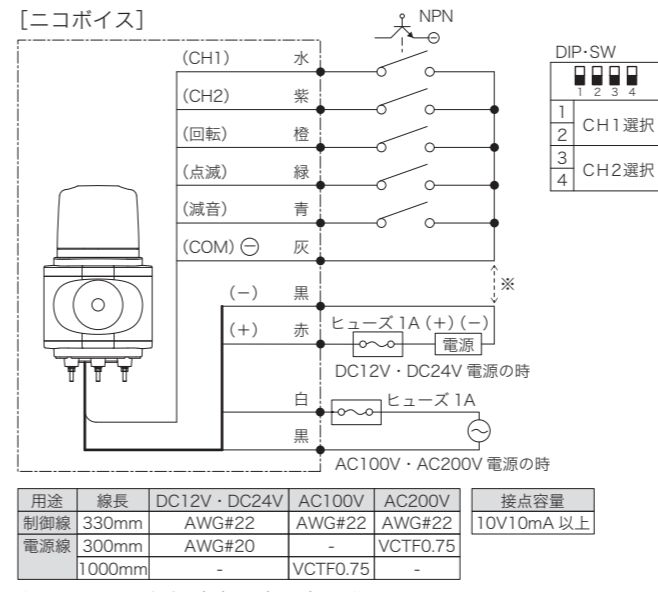 [ニコボイス]
NPN
(CH1) 水
(CH2) 紫
(回転) 橙
(点滅) 緑
(減音) 青
(COM) ⊖ 灰
※
(−) 黒
(+) 赤
ヒューズ 1A (+) (−)
電源
DC12V・DC24V 電源の時
白
ヒューズ 1A
黒
AC100V・AC200V 電源の時
DIP･SW
1 2 3 4
1
2
CH1選択
3
4
CH2選択
用途 線長 DC12V・DC24V AC100V AC200V
制御線 330mm AWG#22 AWG#22 AWG#22
電源線 300mm AWG#20 - VCTF0.75
1000mm - VCTF0.75 -
接点容量
10V10mA 以上